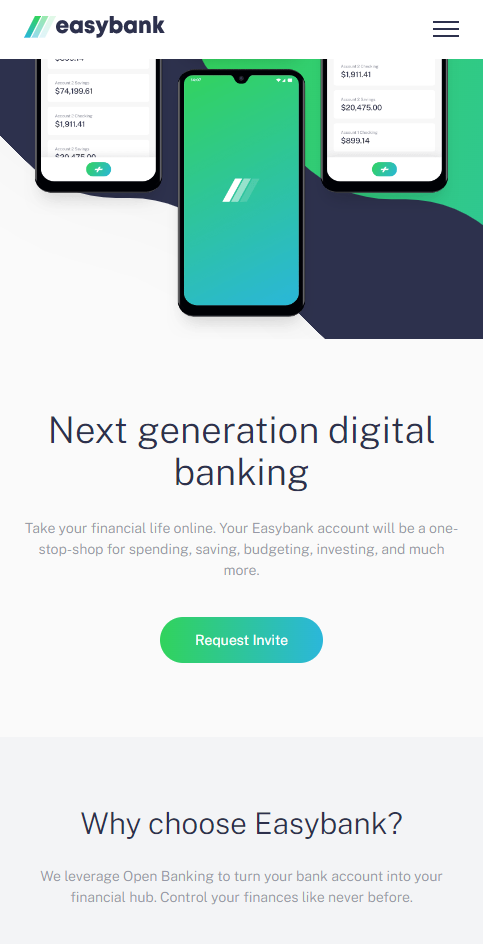 easybank
Account 2 Savings
$74,199.61
Account 2 Checking
$1,911.41
Account 2 Savings
Account 2 Checking
$1,911.41
Account 2 Savings
$20,475.00
Account 1 Checking
$899.14
Next generation digital
banking
Take your financial life online. Your Easybank account will be a one-
stop-shop for spending, saving, budgeting, investing, and much
more.
Request Invite
Why choose Easybank?
We leverage Open Banking to turn your bank account into your
financial hub. Control your finances like never before.